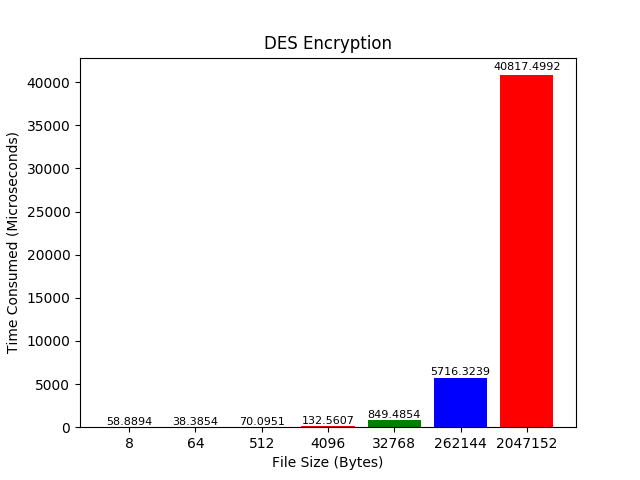 DES Encryption
40817.4992
40000
35000
30000
25000
20000
15000
10000
5716.3239
5000
849.4854
58.8894 38.3854 70.0951 132.5607
0
8 64 512 4096 32768 262144 2047152
File Size (Bytes)
Time Consumed (Microseconds)